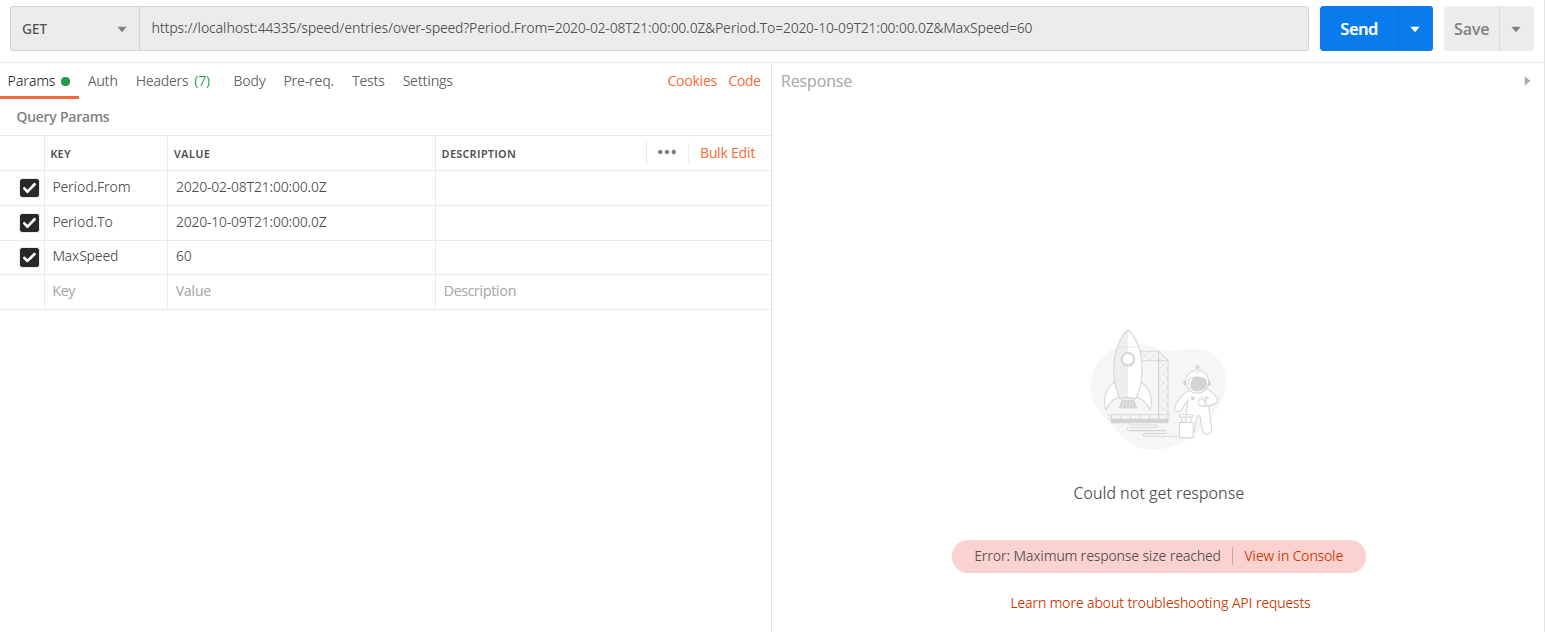 GET https://localhost:44335/speed/entries/over-speed?Period.From=2020-02-08T21:00:00.0Z&Period.To=2020-10-09T21:00:00.0Z&MaxSpeed=60 Send Save
Params Auth Headers (7) Body Pre-req. Tests Settings Cookies Code
Response
Query Params
KEY VALUE DESCRIPTION ••• Bulk Edit
Period.From 2020-02-08T21:00:00.0Z
Period.To 2020-10-09T21:00:00.0Z
MaxSpeed 60
Key Value Description
Could not get response
Error: Maximum response size reached View in Console
Learn more about troubleshooting API requests